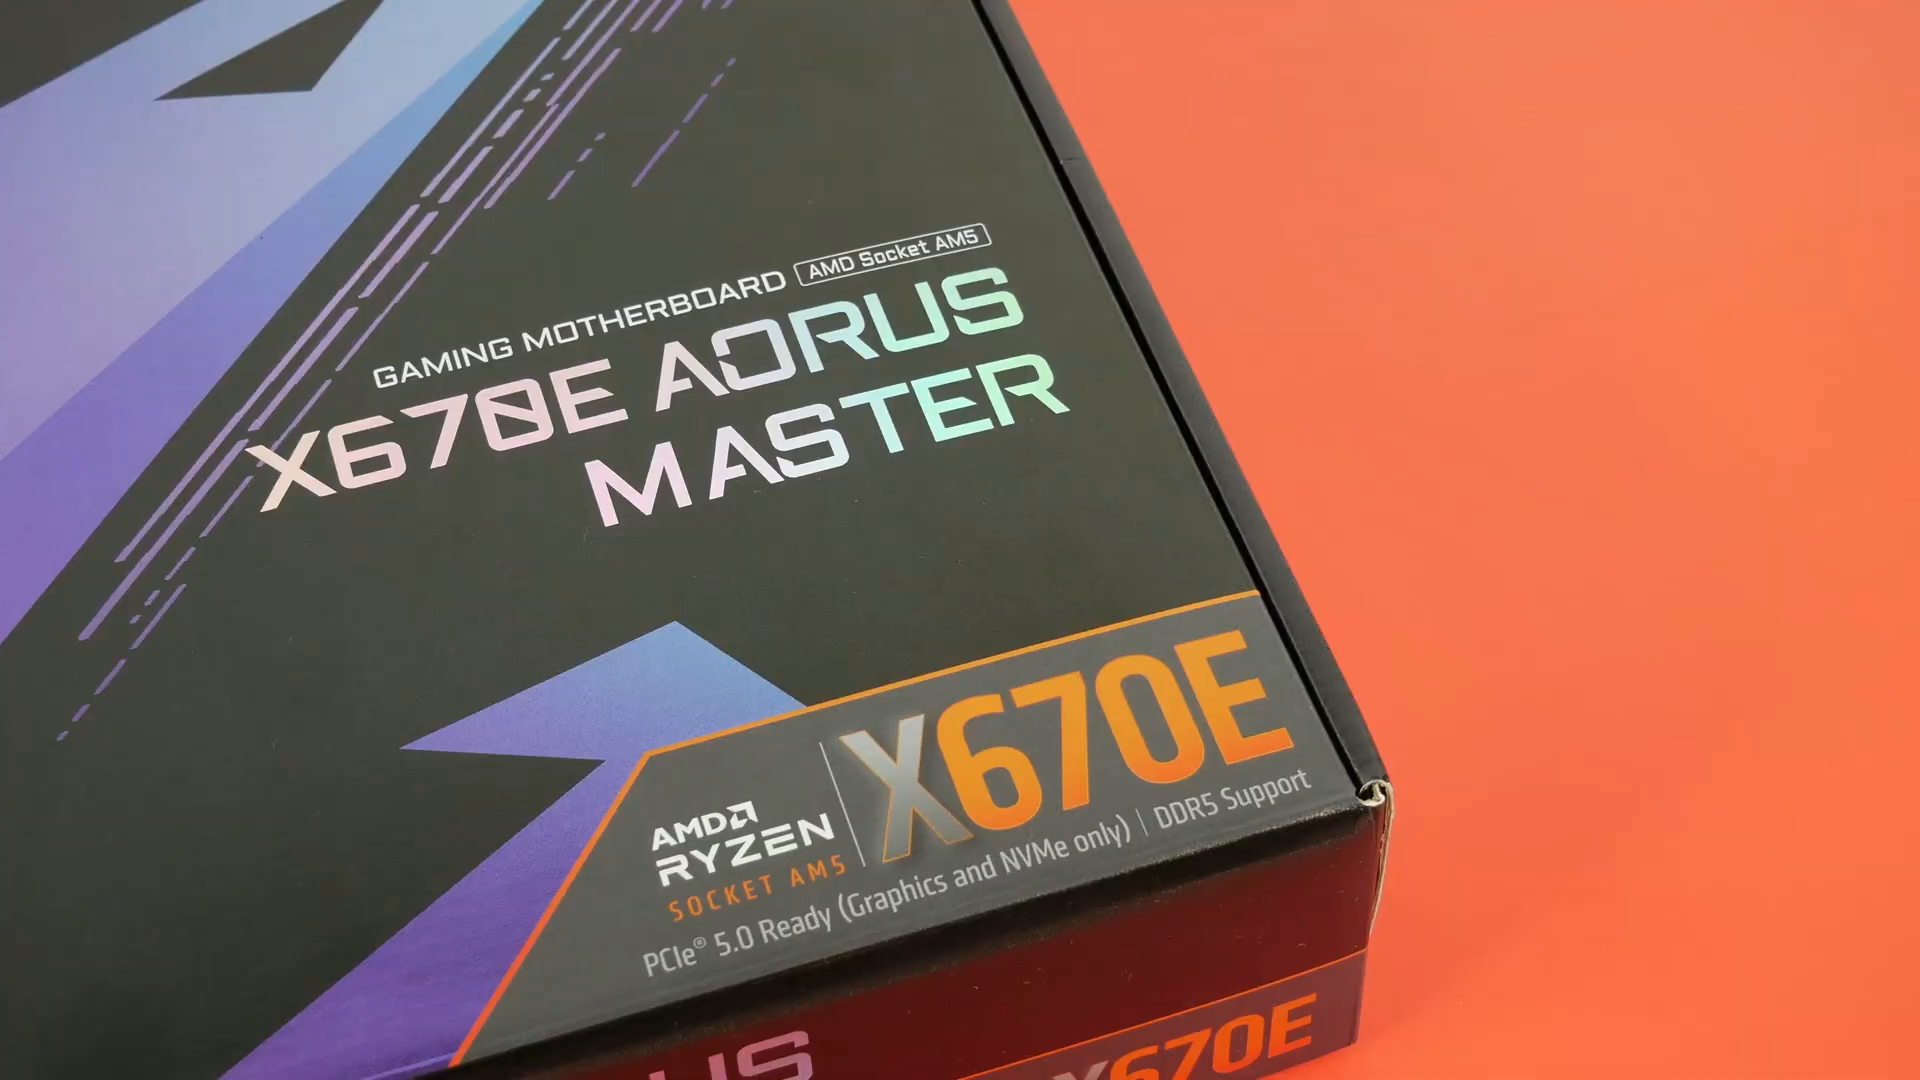 GAMING MOTHERBOARD AMD Socket AM5
X670E AORUS
MASTER
AMD
RYZEN
SOCKET AM5
X670E
PCIe® 5.0 Ready (Graphics and NVMe only) | DDR5 Support
US
X670E